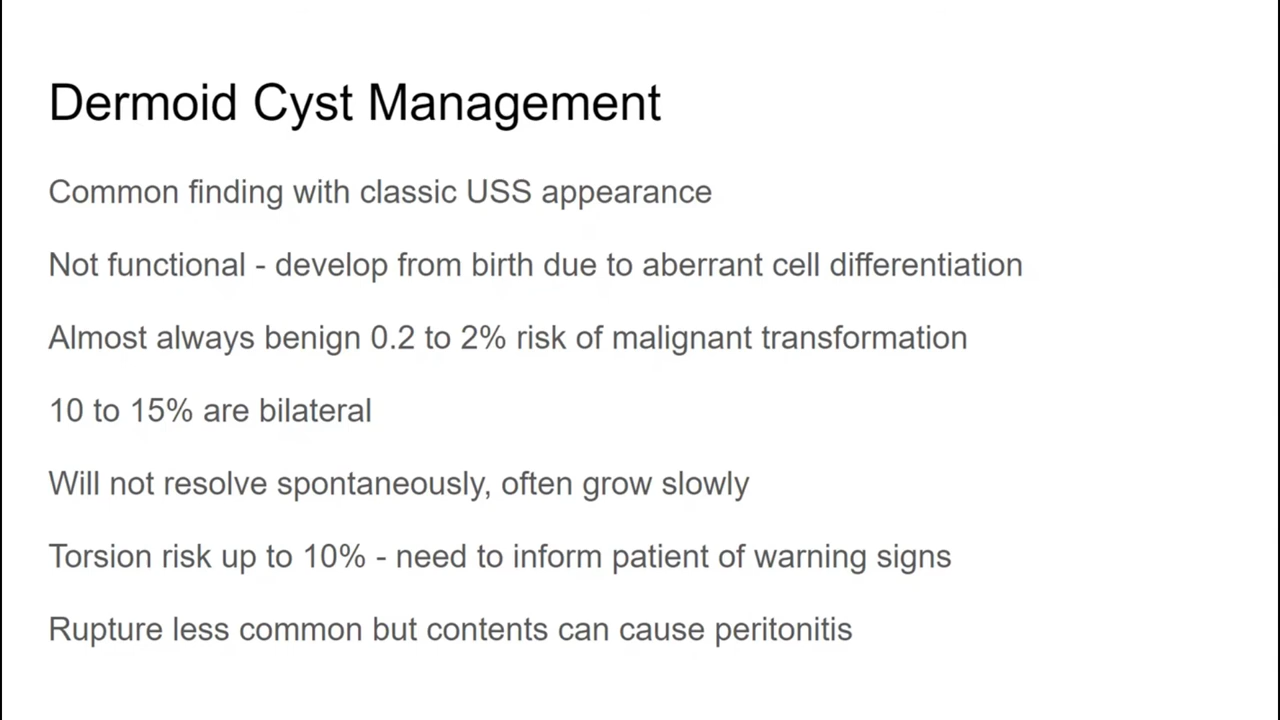 Dermoid Cyst Management
Common finding with classic USS appearance
Not functional - develop from birth due to aberrant cell differentiation
Almost always benign 0.2 to 2% risk of malignant transformation
10 to 15% are bilateral
Will not resolve spontaneously, often grow slowly
Torsion risk up to 10% - need to inform patient of warning signs
Rupture less common but contents can cause peritonitis